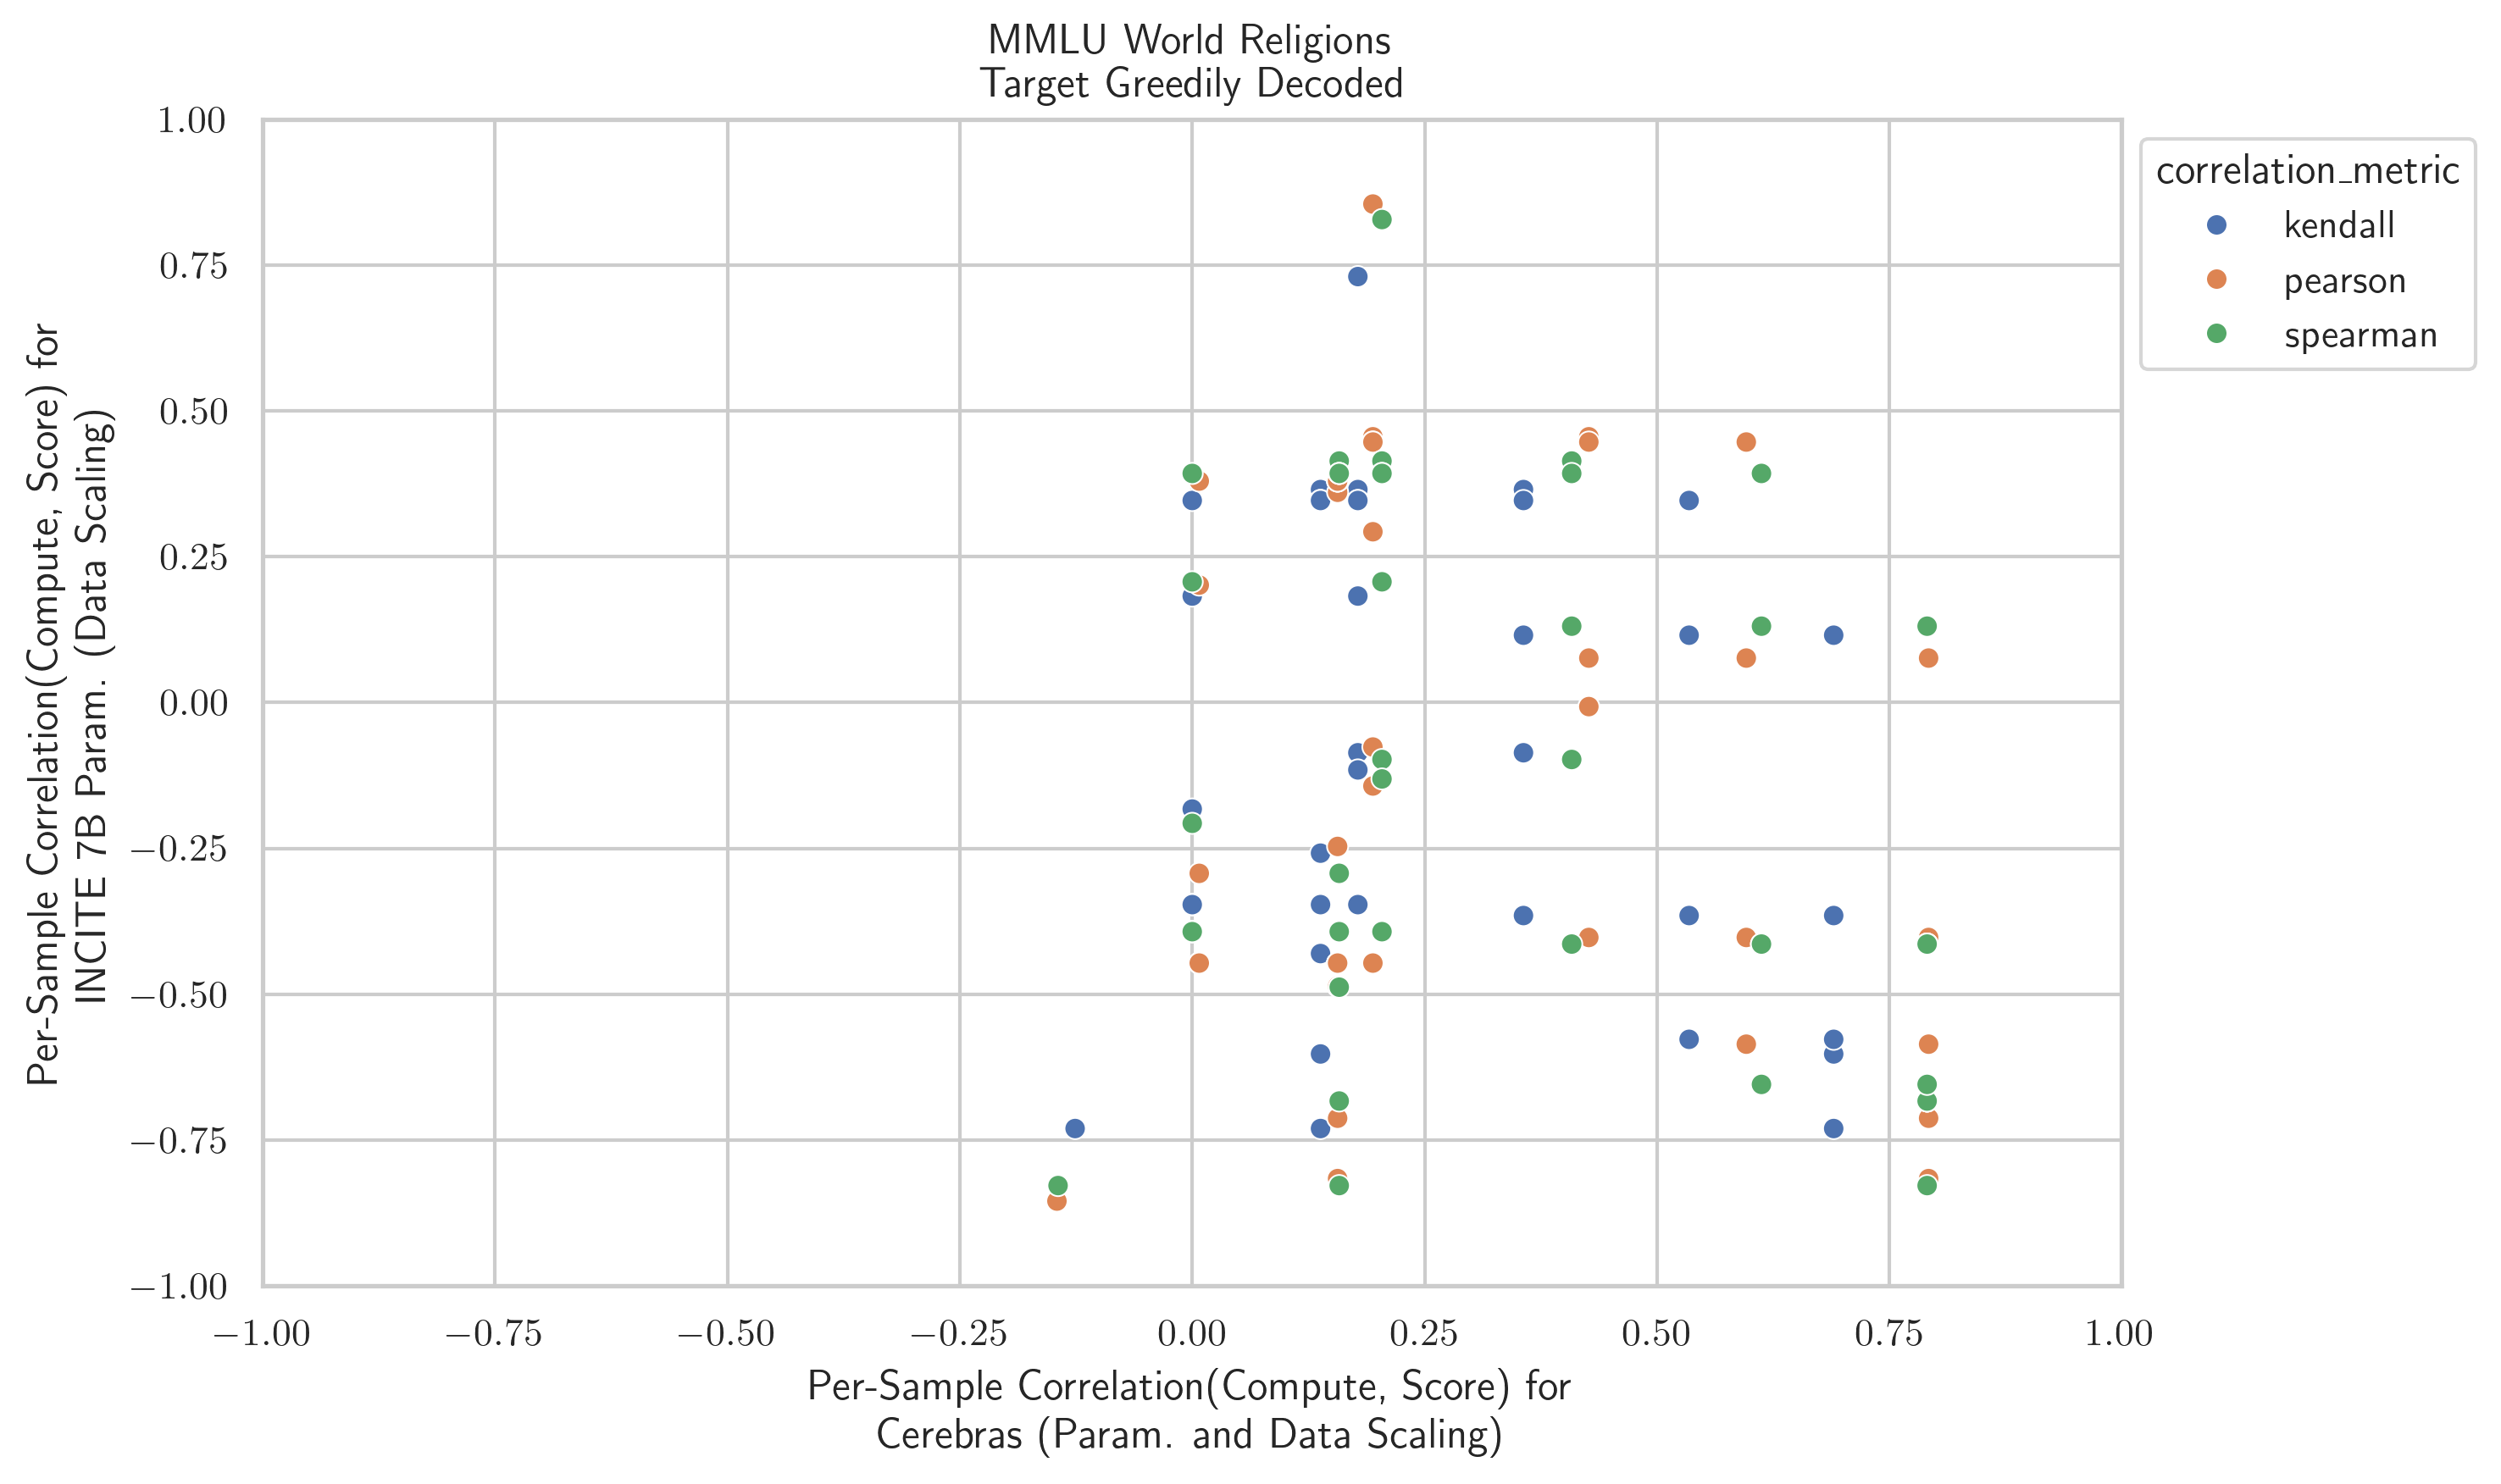 MMLU World Religions
Target Greedily Decoded
1.00
0.75
0.50
0.25
0.00
−0.25
−0.50
−0.75
−1.00
Per-Sample Correlation(Compute, Score) for
INCITE 7B Param. (Data Scaling)
correlation_metric
kendall
pearson
spearman
−1.00
−0.75
−0.50
−0.25
0.00
0.25
0.50
0.75
1.00
Per-Sample Correlation(Compute, Score) for
Cerebras (Param. and Data Scaling)